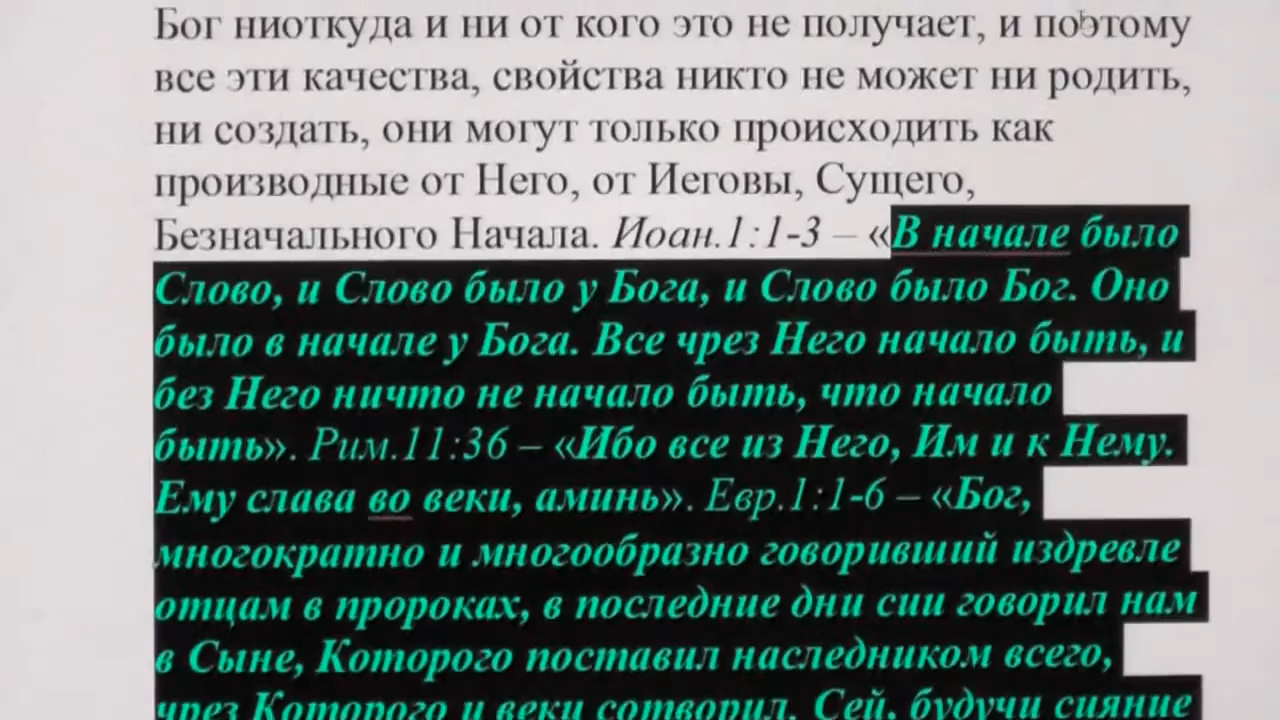 Бог ниоткуда и ни от кого это не получает, и поэтому
все эти качества, свойства никто не может ни родить,
ни создать, они могут только происходить как
производные от Него, от Иеговы, Сущего,
Безначального Начала. Иоан.1:1-3 – «В начале было
Слово, и Слово было у Бога, и Слово было Бог. Оно
было в начале у Бога. Все чрез Него начало быть, и
без Него ничто не начало быть, что начало
быть». Рим.11:36 – «Ибо все из Него, Им и к Нему.
Ему слава во веки, аминь». Евр.1:1-6 – «Бог,
многократно и многообразно говоривший издревле
отцам в пророках, в последние дни сии говорил нам
в Сыне, Которого поставил наследником всего,
чрез Которого и веки сотворил. Сей, будучи сияние